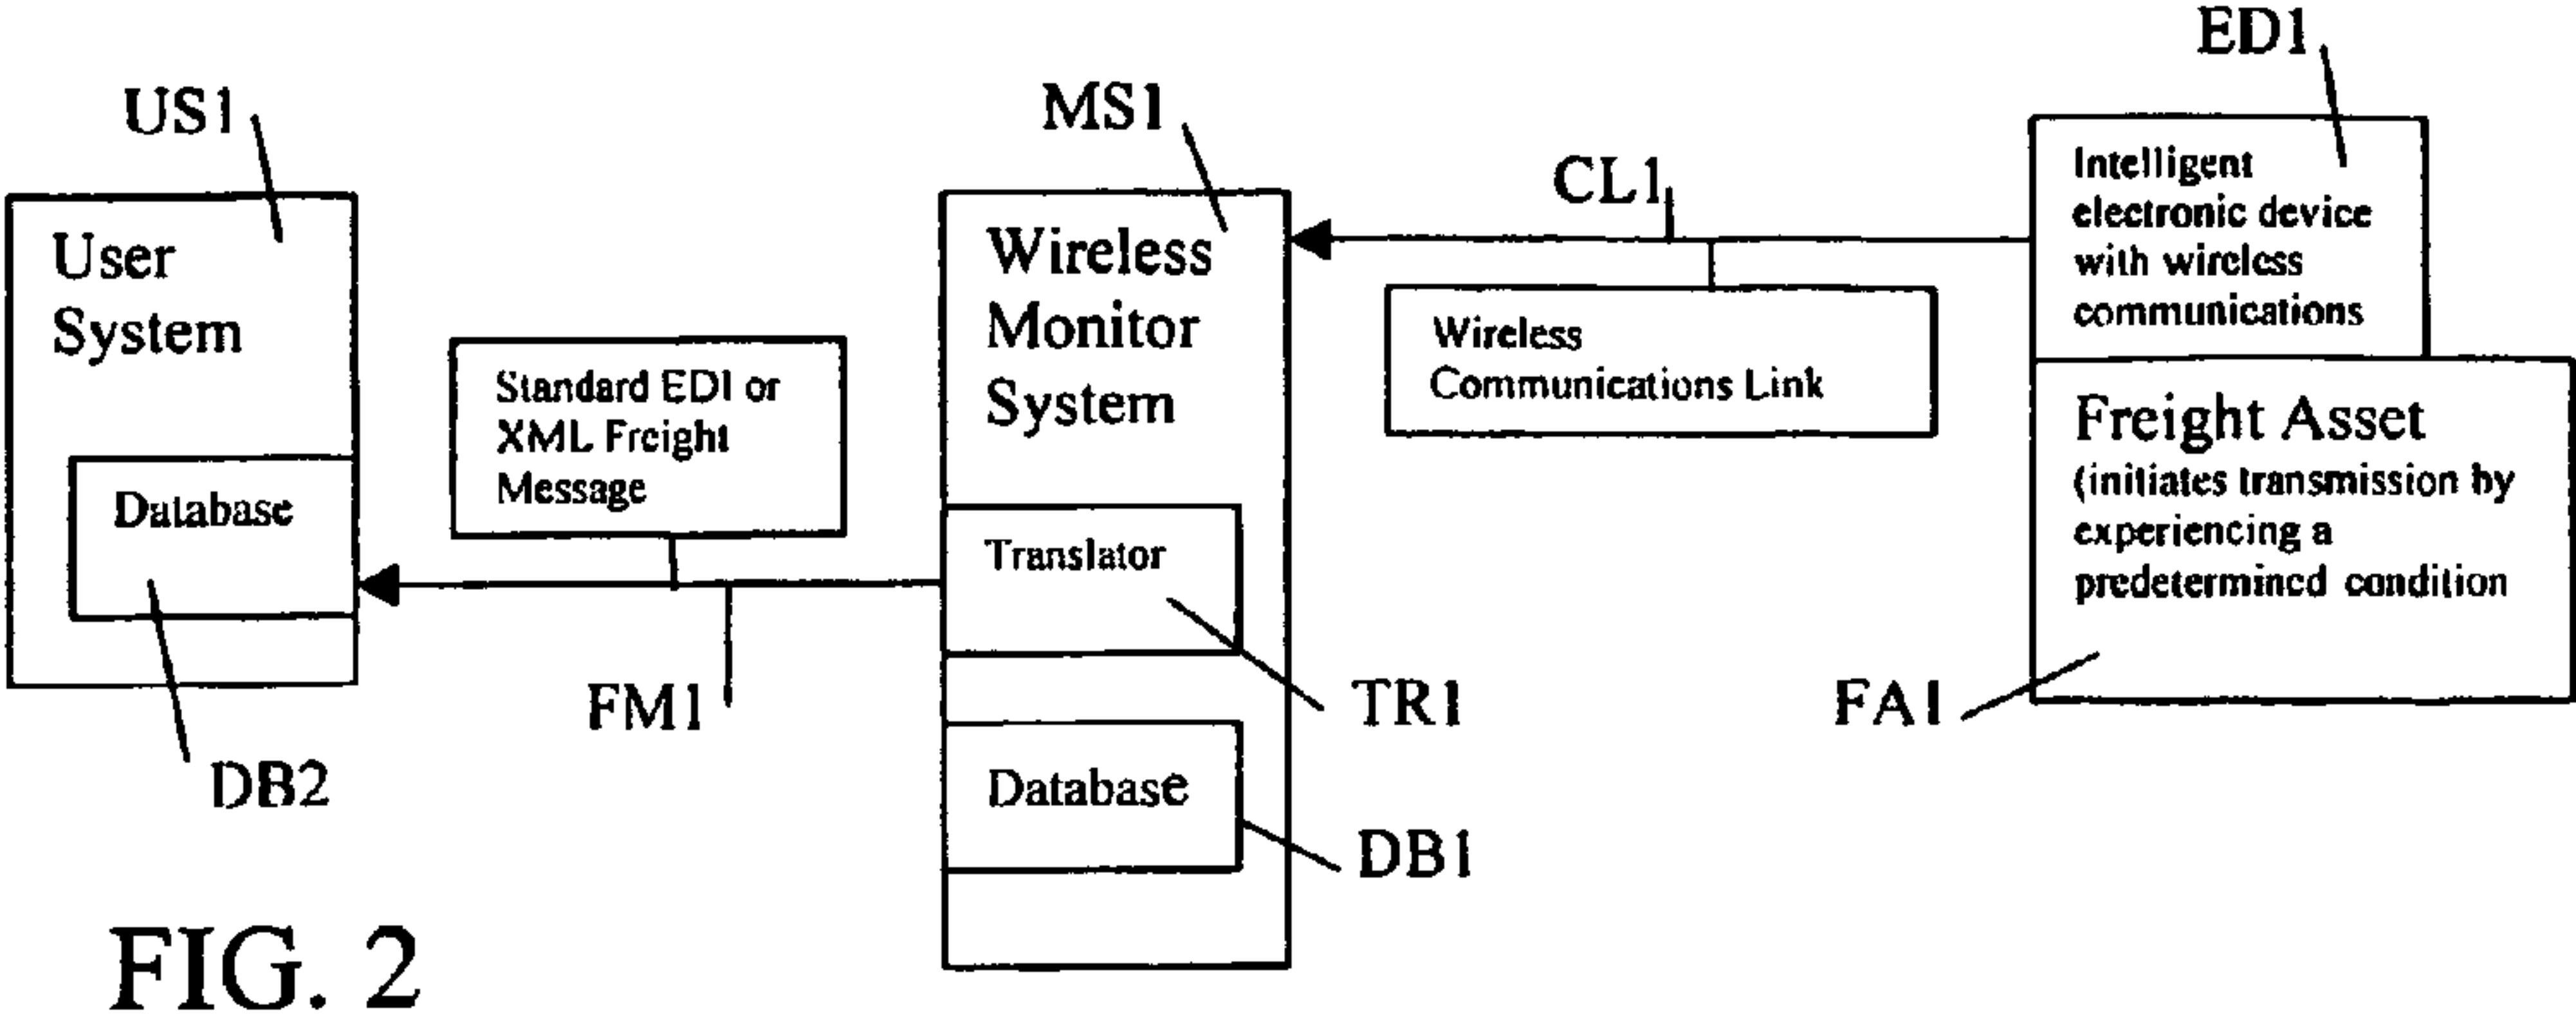 ED1
US1
MS1
CL1
Intelligent
electronic device
with wireless
communications
User
System
Wireless
Monitor
System
Wireless
Communications Link
Standard EDI or
XML Freight
Message
Freight Asset
(initiates transmission by
experiencing a
predetermined condition
Database
Translator
FM1
TR1
FA1
DB2
Database
DB1
FIG. 2